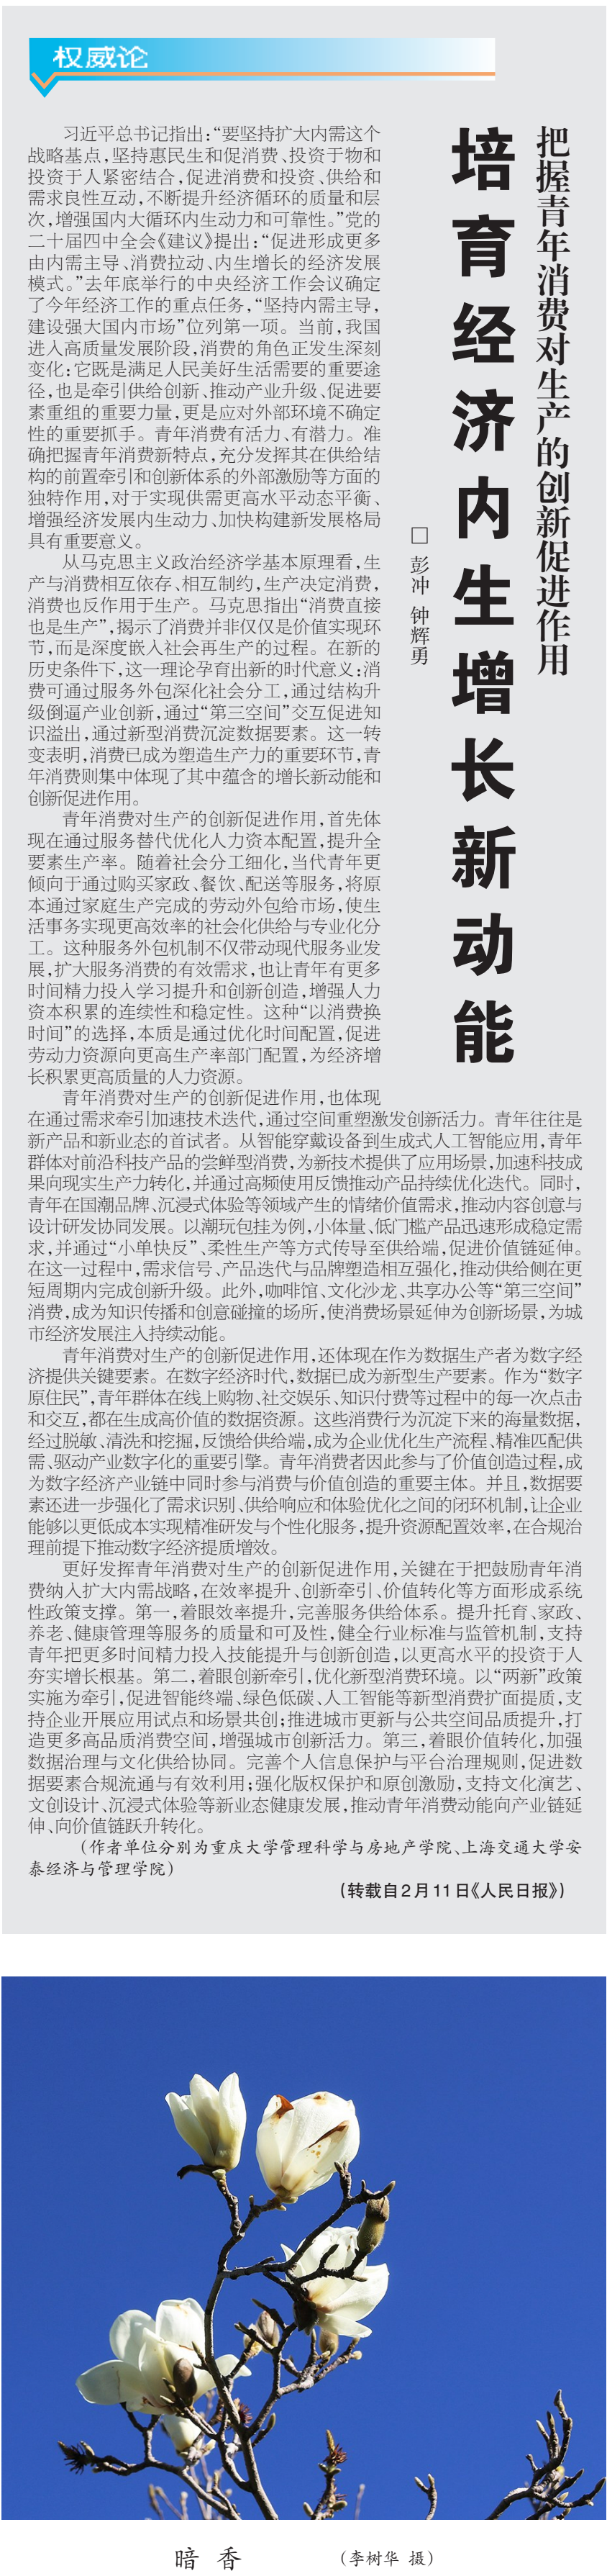 权威论
把握青年消费对生产的创新促进作用
培育经济内生增长新动能
□ 彭冲 钟辉勇
习近平总书记指出：“要坚持扩大内需这个
战略基点，坚持惠民生和促消费、投资于物和
投资于人紧密结合，促进消费和投资、供给和
需求良性互动，不断提升经济循环的质量和层
次，增强国内大循环内生动力和可靠性。”党的
二十届四中全会《建议》提出：“促进形成更多
由内需主导、消费拉动、内生增长的经济发展
模式。”去年底举行的中央经济工作会议确定
了今年经济工作的重点任务，“坚持内需主导，
建设强大国内市场”位列第一项。当前，我国
进入高质量发展阶段，消费的角色正发生深刻
变化：它既是满足人民美好生活需要的重要途
径，也是牵引供给创新、推动产业升级、促进要
素重组的重要力量，更是应对外部环境不确定
性的重要抓手。青年消费有活力、有潜力。准
确把握青年消费新特点，充分发挥其在供给结
构的前置牵引和创新体系的外部激励等方面的
独特作用，对于实现供需更高水平动态平衡、
增强经济发展内生动力、加快构建新发展格局
具有重要意义。
从马克思主义政治经济学基本原理看，生
产与消费相互依存、相互制约，生产决定消费，
消费也反作用于生产。马克思指出“消费直接
也是生产”，揭示了消费并非仅仅是价值实现环
节，而是深度嵌入社会再生产的过程。在新的
历史条件下，这一理论孕育出新的时代意义：消
费可通过服务外包深化社会分工，通过结构升
级倒逼产业创新，通过“第三空间”交互促进知
识溢出，通过新型消费沉淀数据要素。这一转
变表明，消费已成为塑造生产力的重要环节，青
年消费则集中体现了其中蕴含的增长新动能和
创新促进作用。
青年消费对生产的创新促进作用，首先体
现在通过服务替代优化人力资本配置，提升全
要素生产率。随着社会分工细化，当代青年更
倾向于通过购买家政、餐饮、配送等服务，将原
本通过家庭生产完成的劳动外包给市场，使生
活事务实现更高效率的社会化供给与专业化分
工。这种服务外包机制不仅带动现代服务业发
展，扩大服务消费的有效需求，也让青年有更多
时间精力投入学习提升和创新创造，增强人力
资本积累的连续性和稳定性。这种“以消费换
时间”的选择，本质是通过优化时间配置，促进
劳动力资源向更高生产率部门配置，为经济增
长积累更高质量的人力资源。
青年消费对生产的创新促进作用，也体现
在通过需求牵引加速技术迭代，通过空间重塑激发创新活力。青年往往是
新产品和新业态的首试者。从智能穿戴设备到生成式人工智能应用，青年
群体对前沿科技产品的尝鲜型消费，为新技术提供了应用场景，加速科技成
果向现实生产力转化，并通过高频使用反馈推动产品持续优化迭代。同时，
青年在国潮品牌、沉浸式体验等领域产生的情绪价值需求，推动内容创意与
设计研发协同发展。以潮玩包挂为例，小体量、低门槛产品迅速形成稳定需
求，并通过“小单快反”、柔性生产等方式传导至供给端，促进价值链延伸。
在这一过程中，需求信号、产品迭代与品牌塑造相互强化，推动供给侧在更
短周期内完成创新升级。此外，咖啡馆、文化沙龙、共享办公等“第三空间”
消费，成为知识传播和创意碰撞的场所，使消费场景延伸为创新场景，为城
市经济发展注入持续动能。
青年消费对生产的创新促进作用，还体现在作为数据生产者为数字经
济提供关键要素。在数字经济时代，数据已成为新型生产要素。作为“数字
原住民”，青年群体在线上购物、社交娱乐、知识付费等过程中的每一次点击
和交互，都在生成高价值的数据资源。这些消费行为沉淀下来的海量数据，
经过脱敏、清洗和挖掘，反馈给供给端，成为企业优化生产流程、精准匹配供
需、驱动产业数字化的重要引擎。青年消费者因此参与了价值创造过程，成
为数字经济产业链中同时参与消费与价值创造的重要主体。并且，数据要
素还进一步强化了需求识别、供给响应和体验优化之间的闭环机制，让企业
能够以更低成本实现精准研发与个性化服务，提升资源配置效率，在合规治
理前提下推动数字经济提质增效。
更好发挥青年消费对生产的创新促进作用，关键在于把鼓励青年消
费纳入扩大内需战略，在效率提升、创新牵引、价值转化等方面形成系统
性政策支撑。第一，着眼效率提升，完善服务供给体系。提升托育、家政、
养老、健康管理等服务的质量和可及性，健全行业标准与监管机制，支持
青年将更多时间精力投入技能提升与创新创造，以更高水平的投资于人
夯实增长根基。第二，着眼创新牵引，优化新型消费环境。以“两新”政策
实施为牵引，促进智能终端、绿色低碳、人工智能等新型消费扩面提质，支
持企业开展应用试点和场景共创；推进城市更新与公共空间品质提升，打
造更多高品质消费空间，增强城市创新活力。第三，着眼价值转化，加强
数据治理与文化供给协同。完善个人信息保护与平台治理规则，促进数
据要素合规流通与有效利用；强化版权保护和原创激励，支持文化演艺、
文创设计、沉浸式体验等新业态健康发展，推动青年消费动能向产业链延
伸、向价值链跃升转化。
（作者单位分别为重庆大学管理科学与房地产学院、上海交通大学安
泰经济与管理学院）
（转载自2月11日《人民日报》）
暗 香
（李树华 摄）